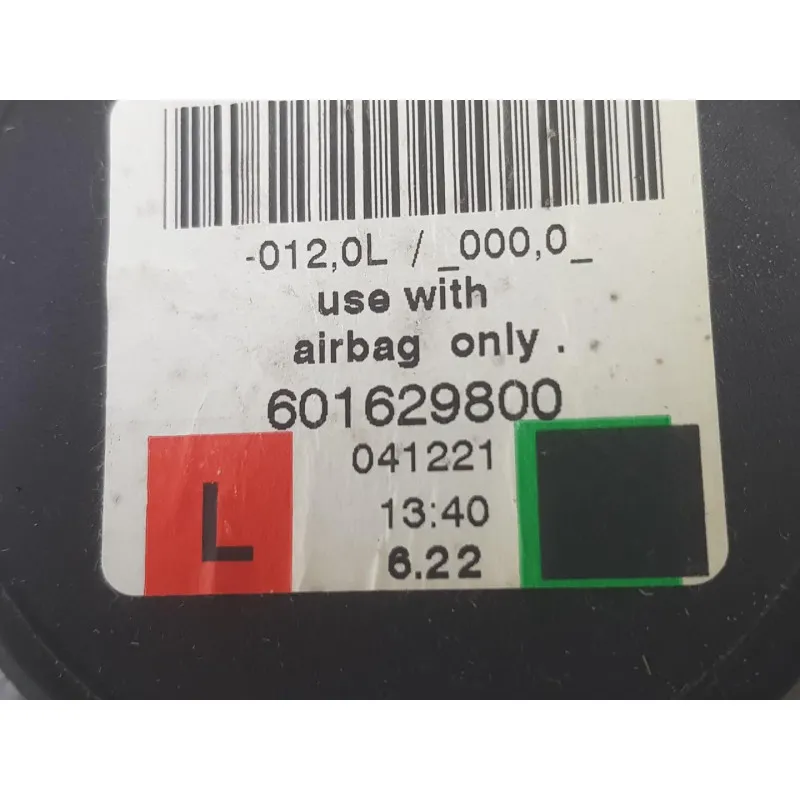 -012,0L / _000,0_
use with
airbag only .
601629800
041221
L
13:40
6.22